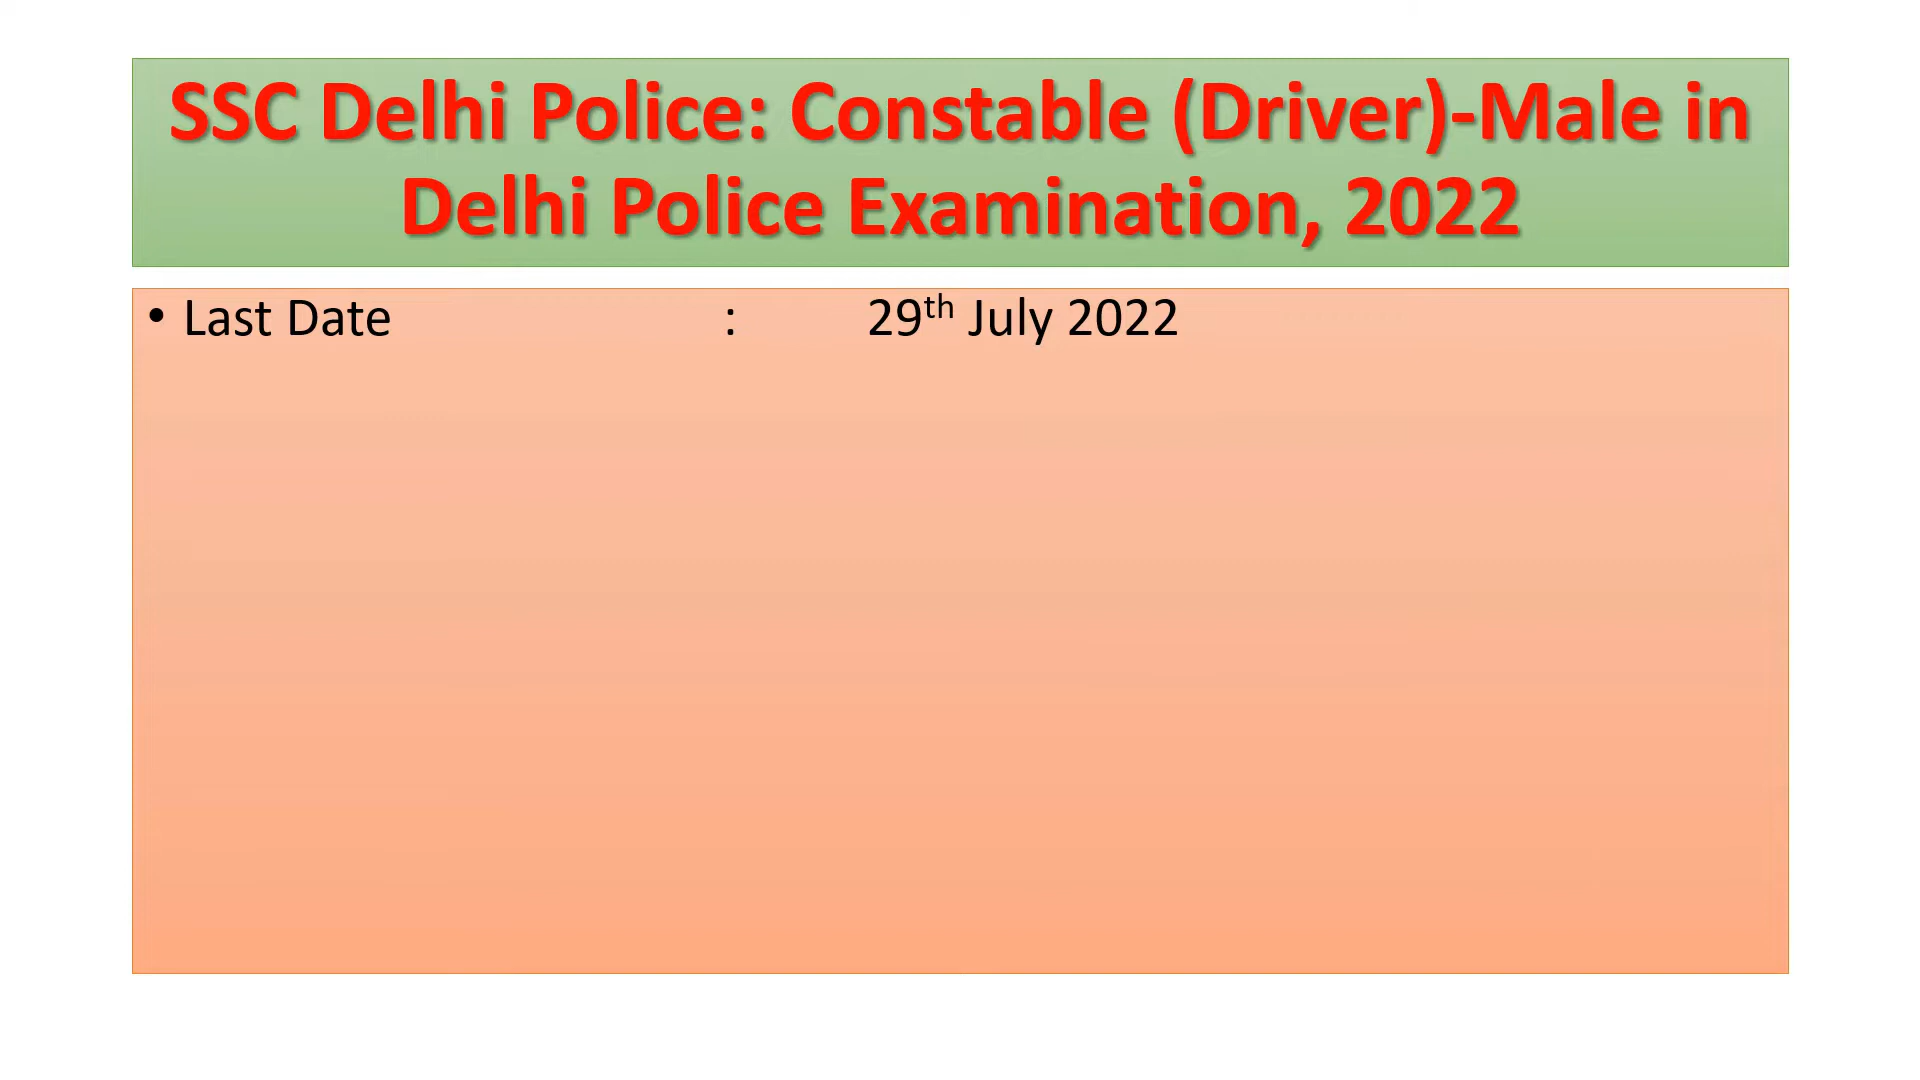 SSC Delhi Police: Constable (Driver)-Male in
Delhi Police Examination, 2022
• Last Date : 29th July 2022